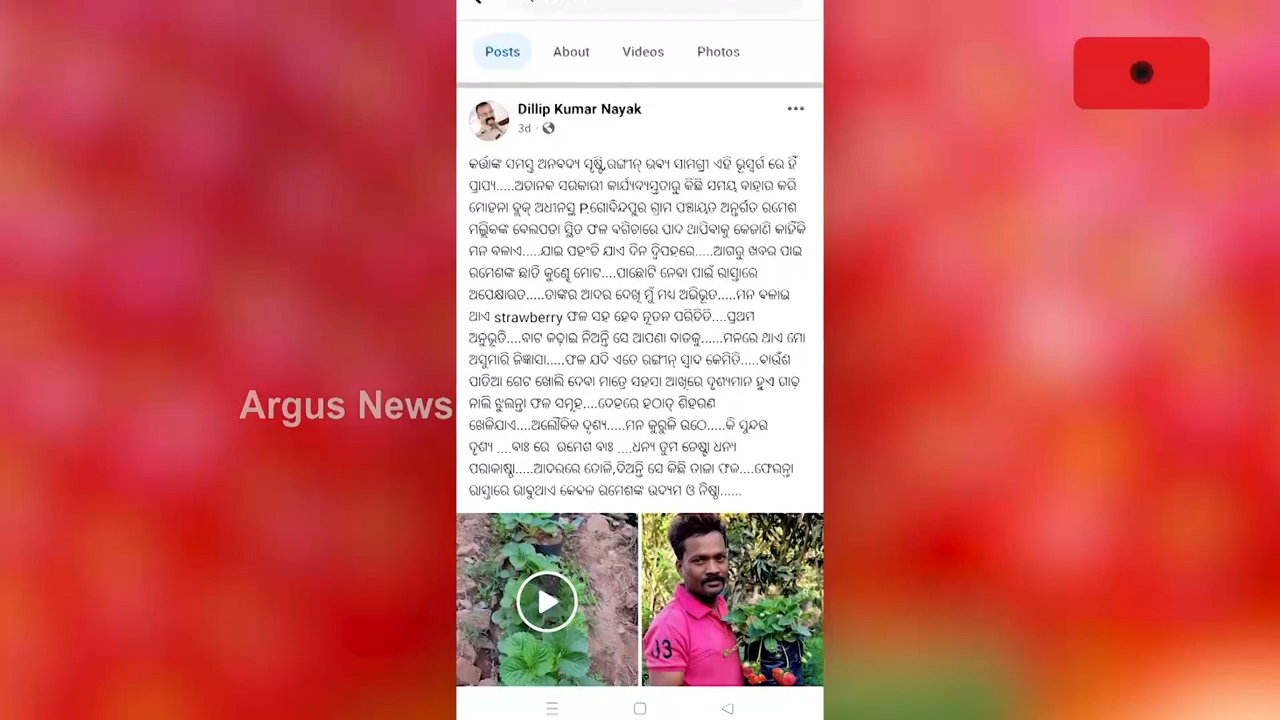 Posts About Videos Photos
Dillip Kumar Nayak
3d
କର୍ତ୍ତାଙ୍କ ସମସ୍ତ ଅନବଦ୍ୟ ସୃଷ୍ଟି,ରଙ୍ଗୀନ୍ ଭବ୍ୟ ସାମଗ୍ରୀ ଏହି ଭୂସ୍ୱର୍ଗ ରେ ହିଁ
ପ୍ରାପ୍ୟ.....ଅଚାନକ ସରକାରୀ କାର୍ଯ୍ୟବ୍ୟସ୍ତତାରୁ କିଛି ସମୟ ବାହାର କରି
ମୋହନା ବ୍ଲକ୍ ଅଧୀନସ୍ଥ P.ଗୋବିନ୍ଦପୁର ଗ୍ରାମ ପଞ୍ଚାୟତ ଅନ୍ତର୍ଗତ ରମେଶ
ମଲ୍ଲିକଙ୍କ ବେଲପଡା ସ୍ଥିତ ଫଳ ବଗିଚାରେ ପାଦ ଥାପିବାକୁ କେଜାଣି କାହିଁକି
ମନ ବଳାଏ.....ଯାଇ ପହଂଚି ଯାଏ ଦିନ ଦ୍ୱିପହରେ.....ଆଗରୁ ଖବର ପାଇ
ରମେଶଙ୍କ ଛାତି କୁଣ୍ଢେ ମୋଟ....ପାଛୋଟି ନେବା ପାଇଁ ରାସ୍ତାରେ
ଅପେକ୍ଷାରତ.....ତାଙ୍କର ଆଦର ଦେଖି ମୁଁ ମଧ୍ୟ ଅଭିଭୂତ.....ମନ ବଳାଇ
ଥାଏ strawberry ଫଳ ସହ ହେବ ନୂତନ ପରିଚିତି....ପ୍ରଥମ
ଅନୁଭୂତି....ବାଟ କଢ଼ାଇ ନିଅନ୍ତି ସେ ଆପଣା ବାଡକୁ......ମନରେ ଥାଏ ମୋ
ଅସୁମାରି ଜିଜ୍ଞାସା.....ଫଳ ଯଦି ଏତେ ରଙ୍ଗୀନ୍ ସ୍ୱାଦ କେମିତି.....ବାଉଁଶ
ପାତିଆ ଗେଟ ଖୋଲି ଦେବା ମାତ୍ରେ ସହସା ଆଖିରେ ଦୃଶ୍ୟମାନ ହୁଏ ଗାଢ଼
ନାଲି ଝୁଲନ୍ତା ଫଳ ସମୂହ....ଦେହରେ ହଠାତ୍ ଶିହରଣ
ଖେଳିଯାଏ....ଅଲୌକିକ ଦୃଶ୍ୟ.....ମନ କୁରୁଳି ଉଠେ.....କି ସୁନ୍ଦର
ଦୃଶ୍ୟ ....ବାଃ ରେ ରମେଶ ବାଃ ....ଧନ୍ୟ ତୁମ ଚେଷ୍ଟା ଧନ୍ୟ
ପରାକାଷ୍ଠା.....ଆଦରରେ ତୋଳି,ଦିଅନ୍ତି ସେ କିଛି ତାଜା ଫଳ....ଫେରନ୍ତା
ରାସ୍ତାରେ ଭାବୁଥାଏ କେବଳ ରମେଶଙ୍କ ଉଦ୍ୟମ ଓ ନିଷ୍ଠା......
Argus News
13